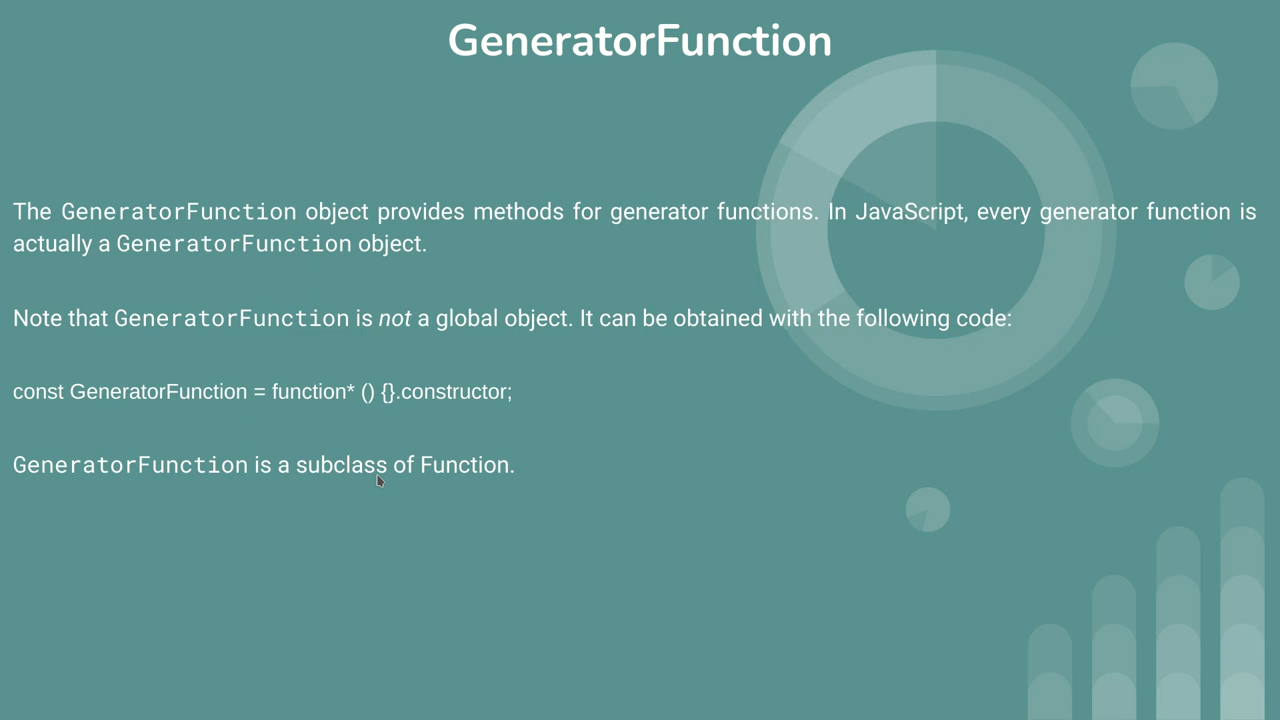 GeneratorFunction
The GeneratorFunction object provides methods for generator functions. In JavaScript, every generator function is
actually a GeneratorFunction object.
Note that GeneratorFunction is not a global object. It can be obtained with the following code:
const GeneratorFunction = function* () {}.constructor;
GeneratorFunction is a subclass of Function.